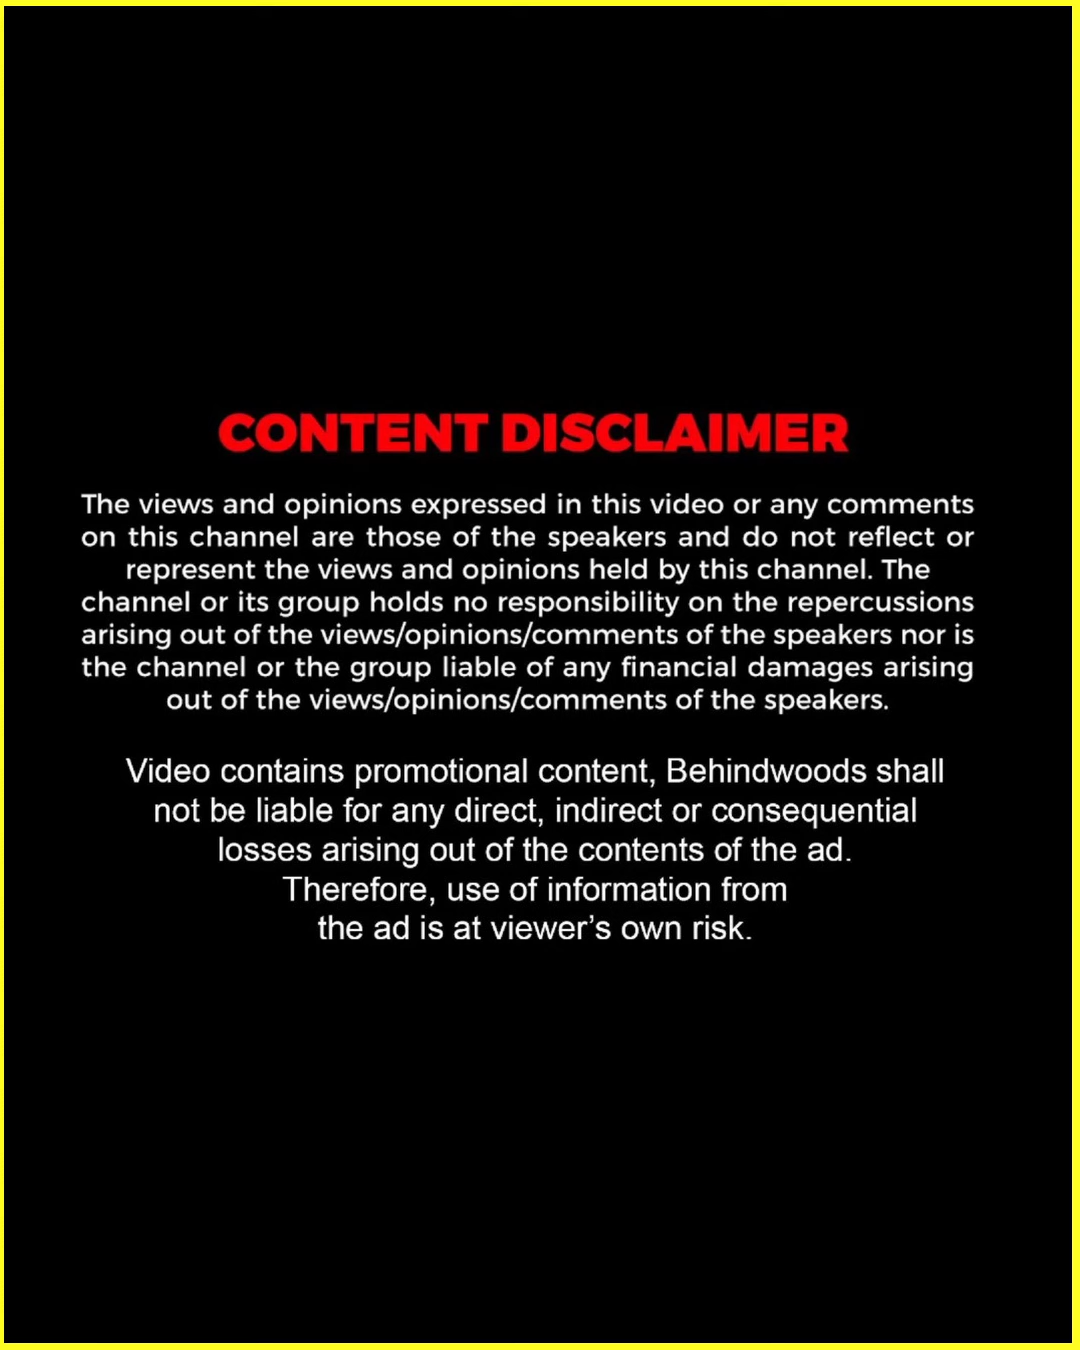 CONTENT DISCLAIMER
The views and opinions expressed in this video or any comments
on this channel are those of the speakers and do not reflect or
represent the views and opinions held by this channel. The
channel or its group holds no responsibility on the repercussions
arising out of the views/opinions/comments of the speakers nor is
the channel or the group liable of any financial damages arising
out of the views/opinions/comments of the speakers.
Video contains promotional content, Behindwoods shall
not be liable for any direct, indirect or consequential
losses arising out of the contents of the ad.
Therefore, use of information from
the ad is at viewer’s own risk.